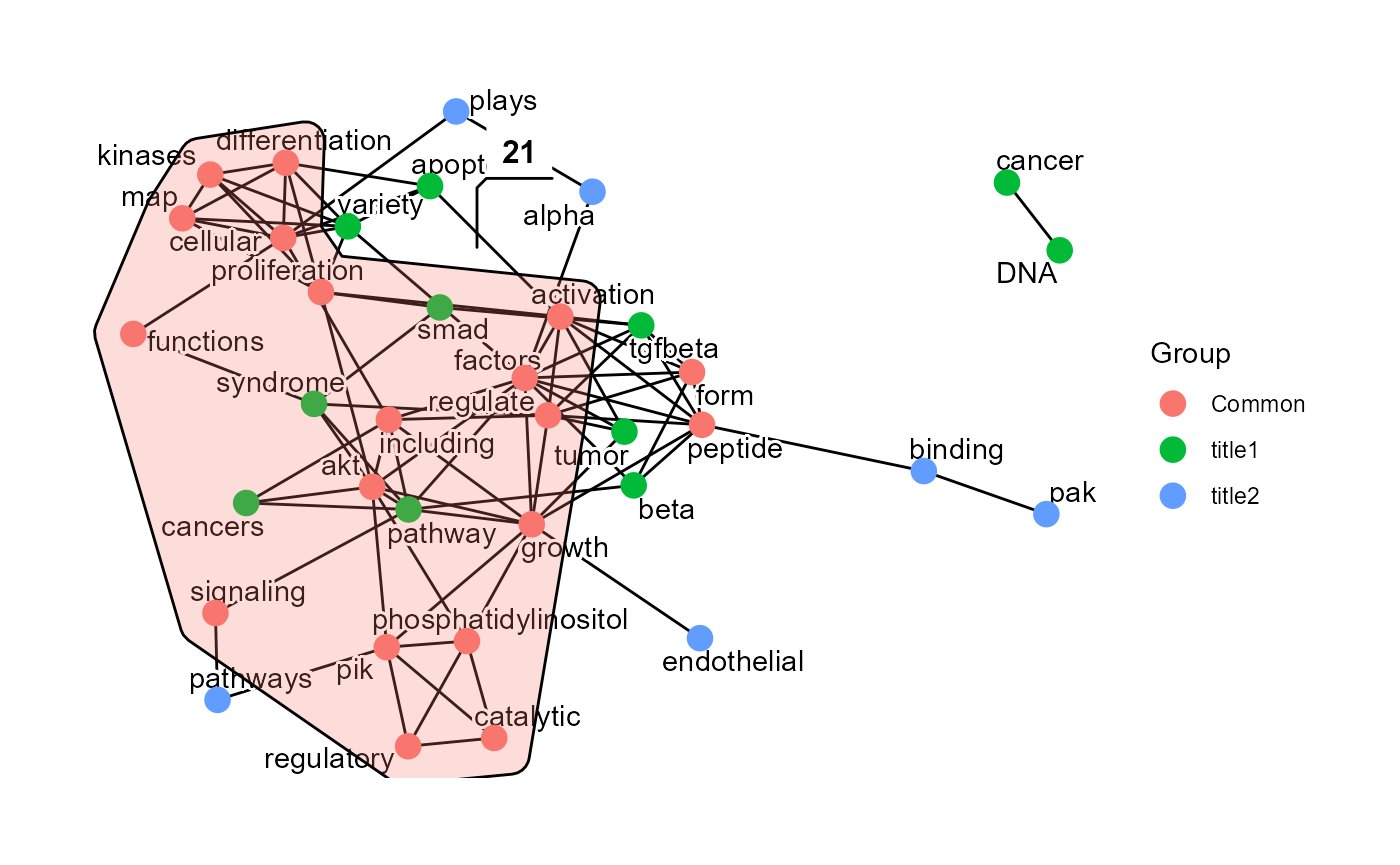 plays
differentiation
21
kinases
apopt
cancer
map
variety
alpha
cellular
proliferation
DNA
activation
smad
functions
tgfbeta
Group
factors
syndrome
form
regulate
Common
including
peptide
binding
title1
akt
tumor
pak
title2
cancers
beta
pathway
growth
signaling
phosphatidylinositol
endothelial
pik
pathways
catalytic
regulatory